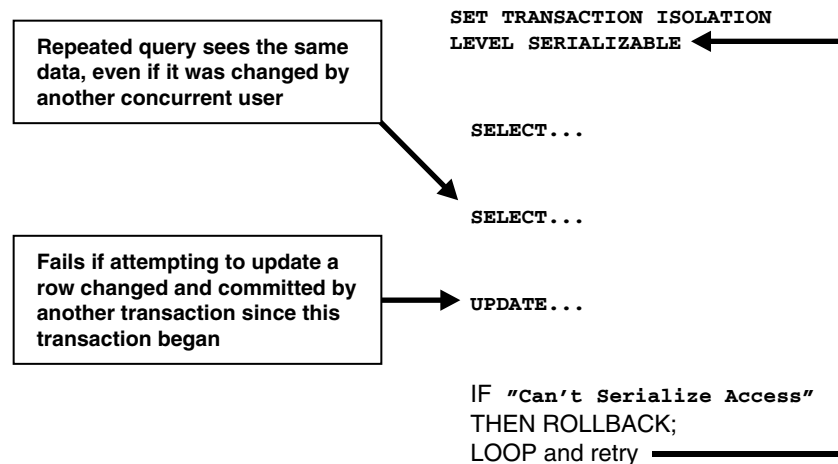 SET TRANSACTION ISOLATION
LEVEL SERIALIZABLE
Repeated query sees the same
data, even if it was changed by
another concurrent user
SELECT...
SELECT...
Fails if attempting to update a
row changed and committed by
another transaction since this
transaction began
UPDATE...
IF "Can't Serialize Access"
THEN ROLLBACK;
LOOP and retry